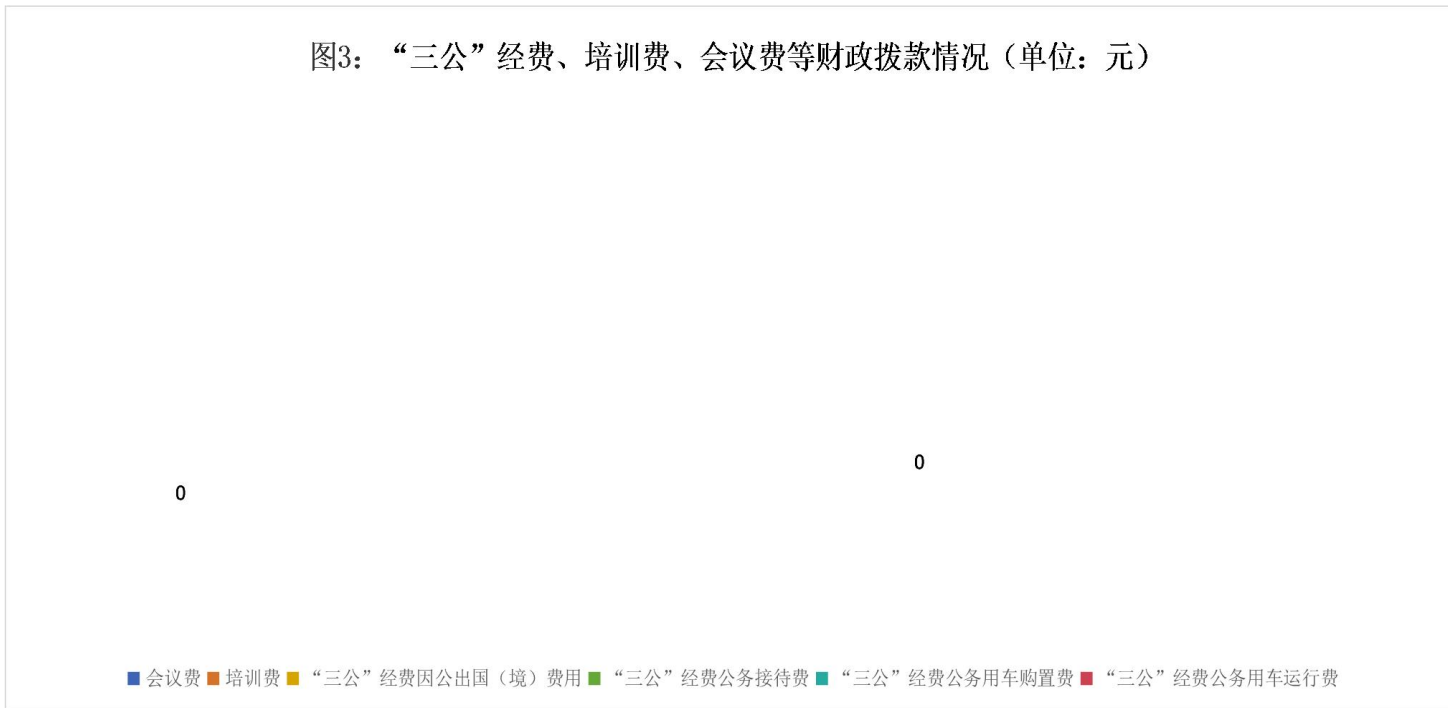 图3：“三公”经费、培训费、会议费等财政拨款情况（单位：元）
0
0
会议费 培训费 “三公”经费因公出国（境）费用 “三公”经费公务接待费 “三公”经费公务用车购置费 “三公”经费公务用车运行费